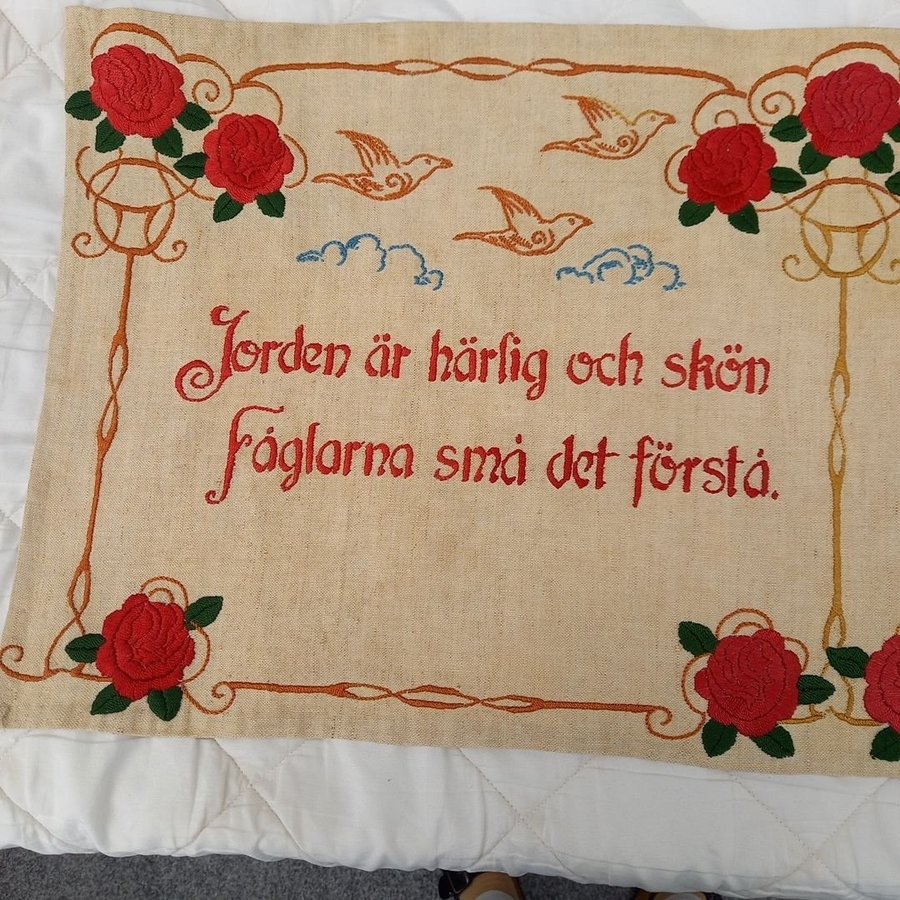 Jorden är härlig och skön
Fåglarna små det förstå.